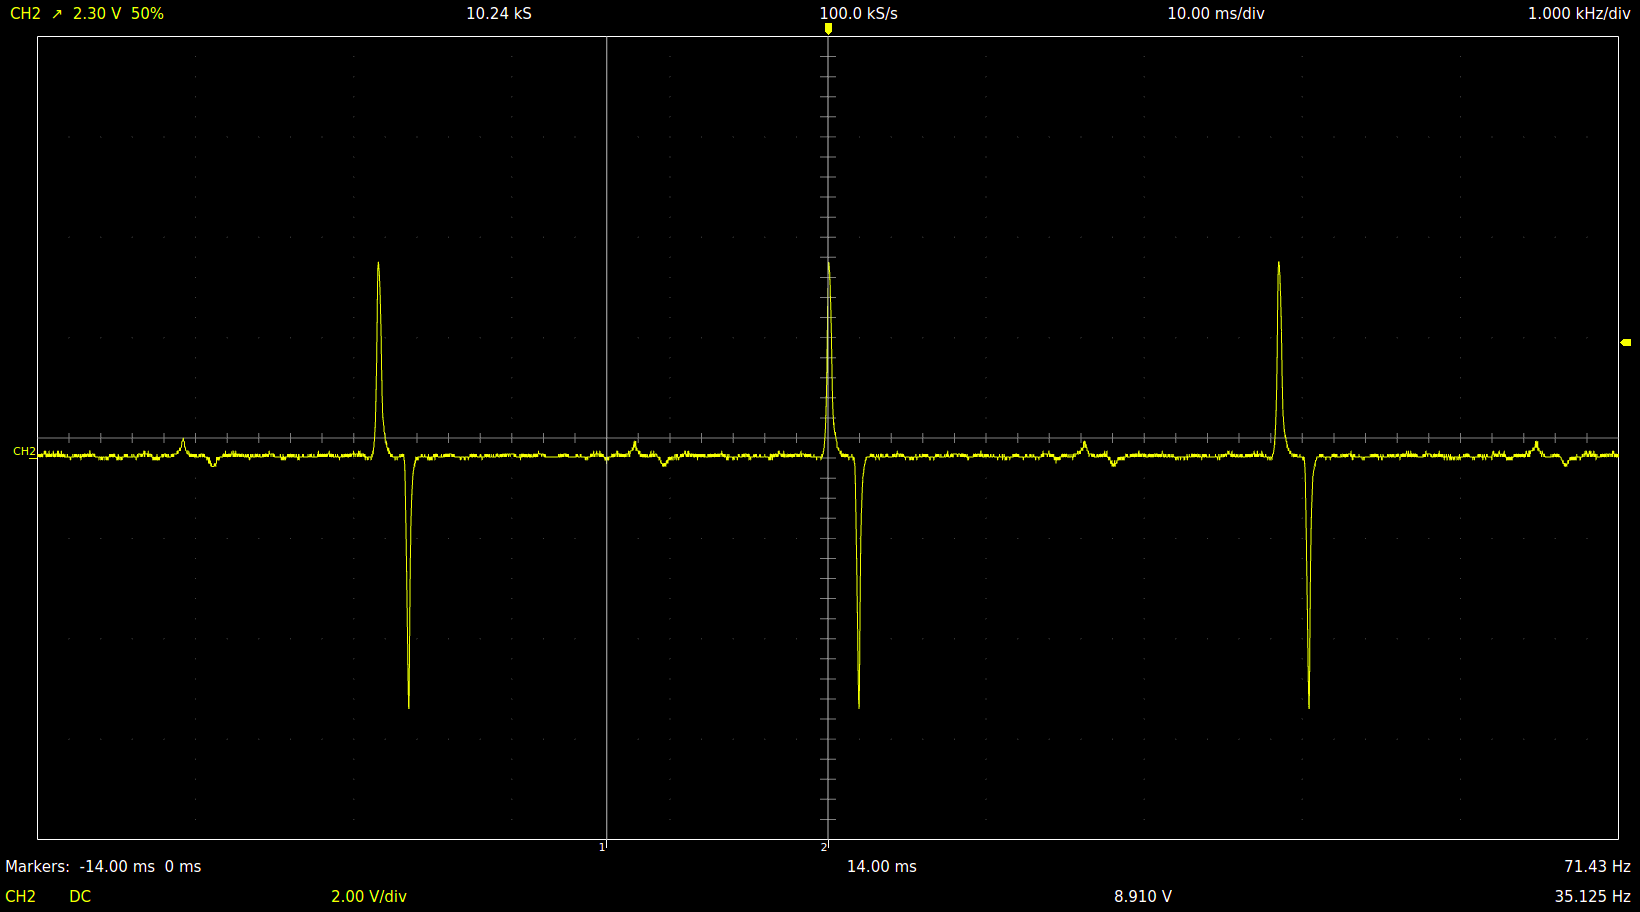 CH2 ↗ 2.30 V 50% 10.24 kS 100.0 kS/s 10.00 ms/div 1.000 kHz/div
CH2
1 2
Markers: -14.00 ms 0 ms 14.00 ms 71.43 Hz
CH2 DC 2.00 V/div 8.910 V 35.125 Hz